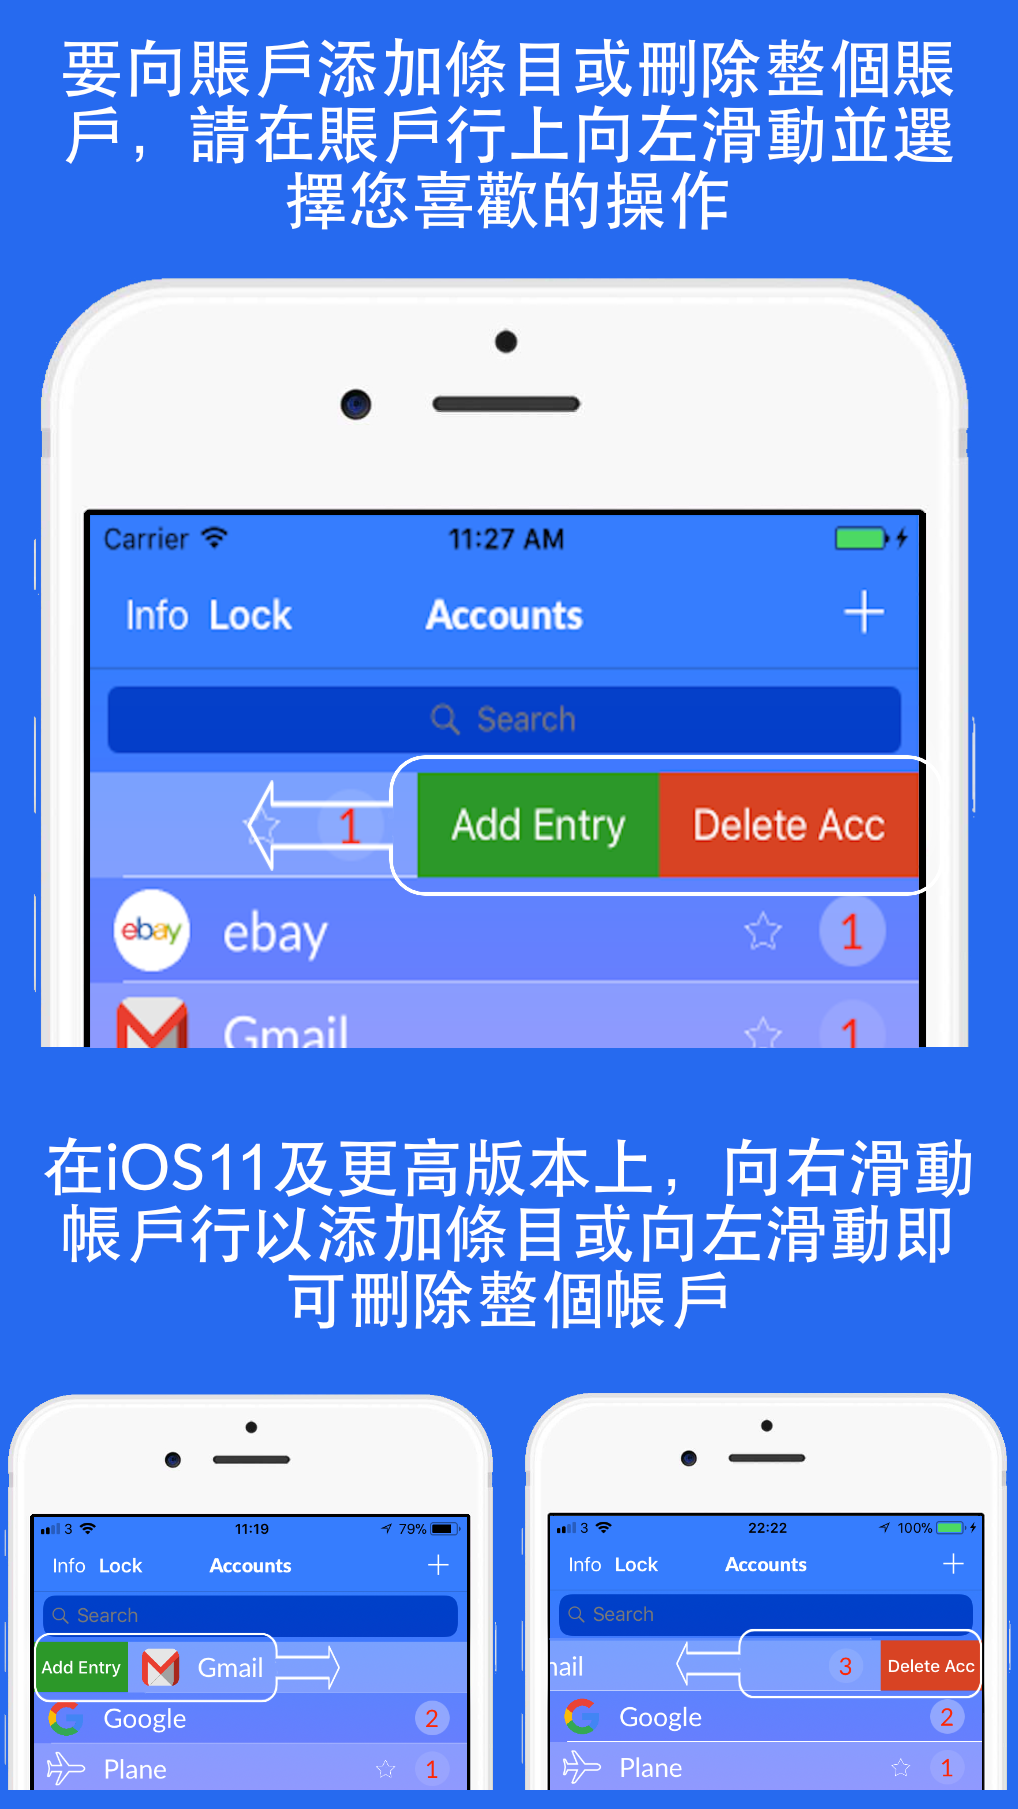 要向賬戶添加條目或刪除整個賬
戶，請在賬戶行上向左滑動並選
擇您喜歡的操作
Carrier 11:27 AM
Info Lock Accounts
Search
1 Add Entry Delete Acc
ebay ebay 1
Gmail 1
在iOS11及更高版本上，向右滑動
帳戶行以添加條目或向左滑動即
可刪除整個帳戶
3 11:19 79%
Info Lock Accounts
Search
Add Entry Gmail
Google 2
Plane 1
3 22:22 100%
Info Lock Accounts
Search
ail 3 Delete Acc
Google 2
Plane 1